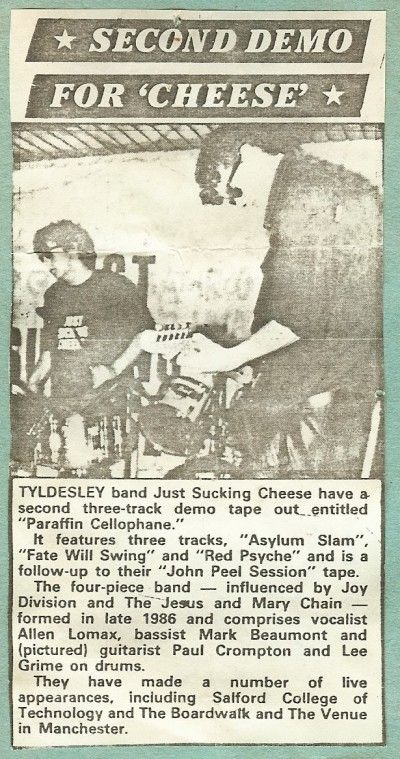 ★ SECOND DEMO
FOR 'CHEESE' ★
JUST
TYLDESLEY band Just Sucking Cheese have a
second three-track demo tape out entitled
"Paraffin Cellophane."
It features three tracks, "Asylum Slam",
"Fate Will Swing" and "Red Psyche" and is a
follow-up to their "John Peel Session" tape.
The four-piece band — influenced by Joy
Division and The Jesus and Mary Chain —
formed in late 1986 and comprises vocalist
Allen Lomax, bassist Mark Beaumont and
(pictured) guitarist Paul Crompton and Lee
Grime on drums.
They have made a number of live
appearances, including Salford College of
Technology and The Boardwalk and The Venue
in Manchester.